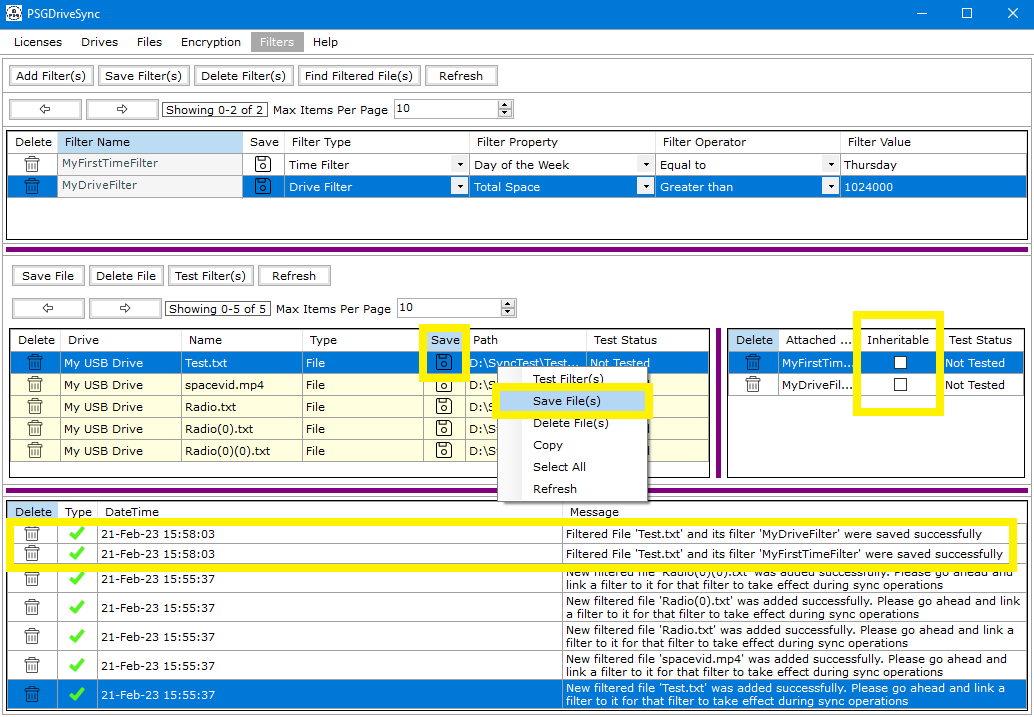 PSGDriveSync
Licenses Drives Files Encryption Filters Help
Add Filter(s) Save Filter(s) Delete Filter(s) Find Filtered File(s) Refresh
Showing 0-2 of 2 Max Items Per Page 10
Delete Filter Name Save Filter Type Filter Property Filter Operator Filter Value
MyFirstTimeFilter Time Filter Day of the Week Equal to Thursday
MyDriveFilter Drive Filter Total Space Greater than 1024000
Save File Delete File Test Filter(s) Refresh
Showing 0-5 of 5 Max Items Per Page 10
Delete Drive Name Type Save Path Test Status Delete Attached ... Inheritable Test Status
My USB Drive Test.txt File D:\SyncTest\Test... Not Tested MyFirstTim... Not Tested
My USB Drive spacevid.mp4 File D:\S MyDriveFil... Not Tested
My USB Drive Radio.txt File D:\S
My USB Drive Radio(0).txt File D:\S
My USB Drive Radio(0)(0).txt File D:\S
Test Filter(s)
Save File(s)
Delete File(s)
Copy
Select All
Refresh
Delete Type DateTime Message
21-Feb-23 15:58:03 Filtered File 'Test.txt' and its filter 'MyDriveFilter' were saved successfully
21-Feb-23 15:58:03 Filtered File 'Test.txt' and its filter 'MyFirstTimeFilter' were saved successfully
21-Feb-23 15:55:37 New filtered file 'Radio(0)(0).txt' was added successfully. Please go ahead and
link a filter to it for that filter to take effect during sync operations
21-Feb-23 15:55:37 New filtered file 'Radio(0).txt' was added successfully. Please go ahead and link
a filter to it for that filter to take effect during sync operations
21-Feb-23 15:55:37 New filtered file 'Radio.txt' was added successfully. Please go ahead and link a
filter to it for that filter to take effect during sync operations
21-Feb-23 15:55:37 New filtered file 'spacevid.mp4' was added successfully. Please go ahead and
link a filter to it for that filter to take effect during sync operations
21-Feb-23 15:55:37 New filtered file 'Test.txt' was added successfully. Please go ahead and link a
filter to it for that filter to take effect during sync operations